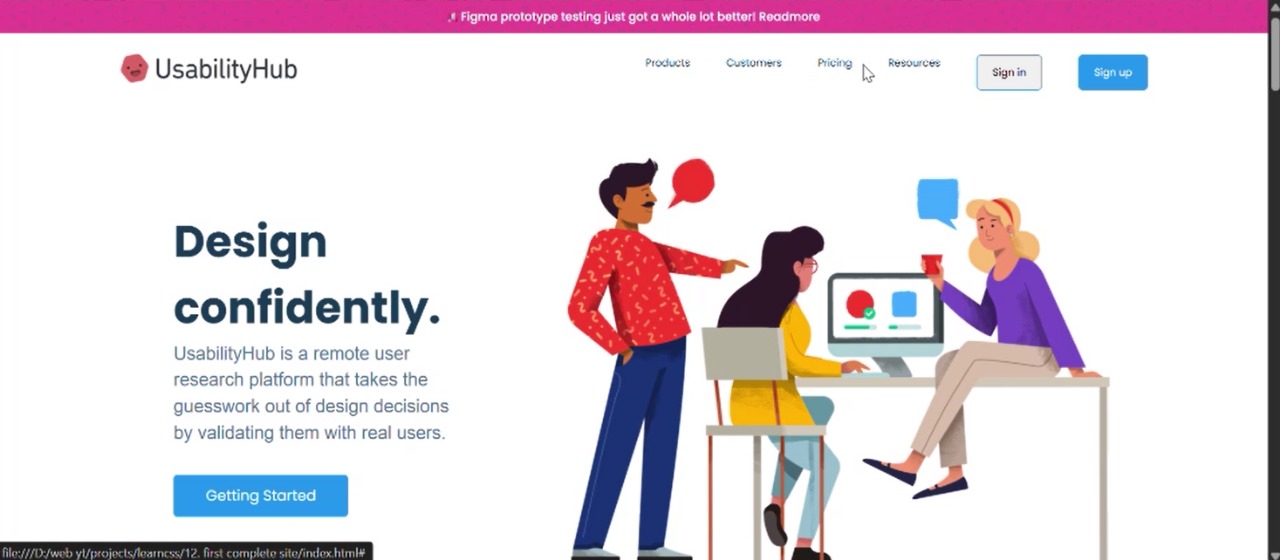 Figma prototype testing just got a whole lot better! Readmore
UsabilityHub
Products
Customers
Pricing
Resources
Sign in
Sign up
Design
confidently.
UsabilityHub is a remote user
research platform that takes the
guesswork out of design decisions
by validating them with real users.
Getting Started
file:///D:/web yt/projects/learncss/12. first complete site/index.html#